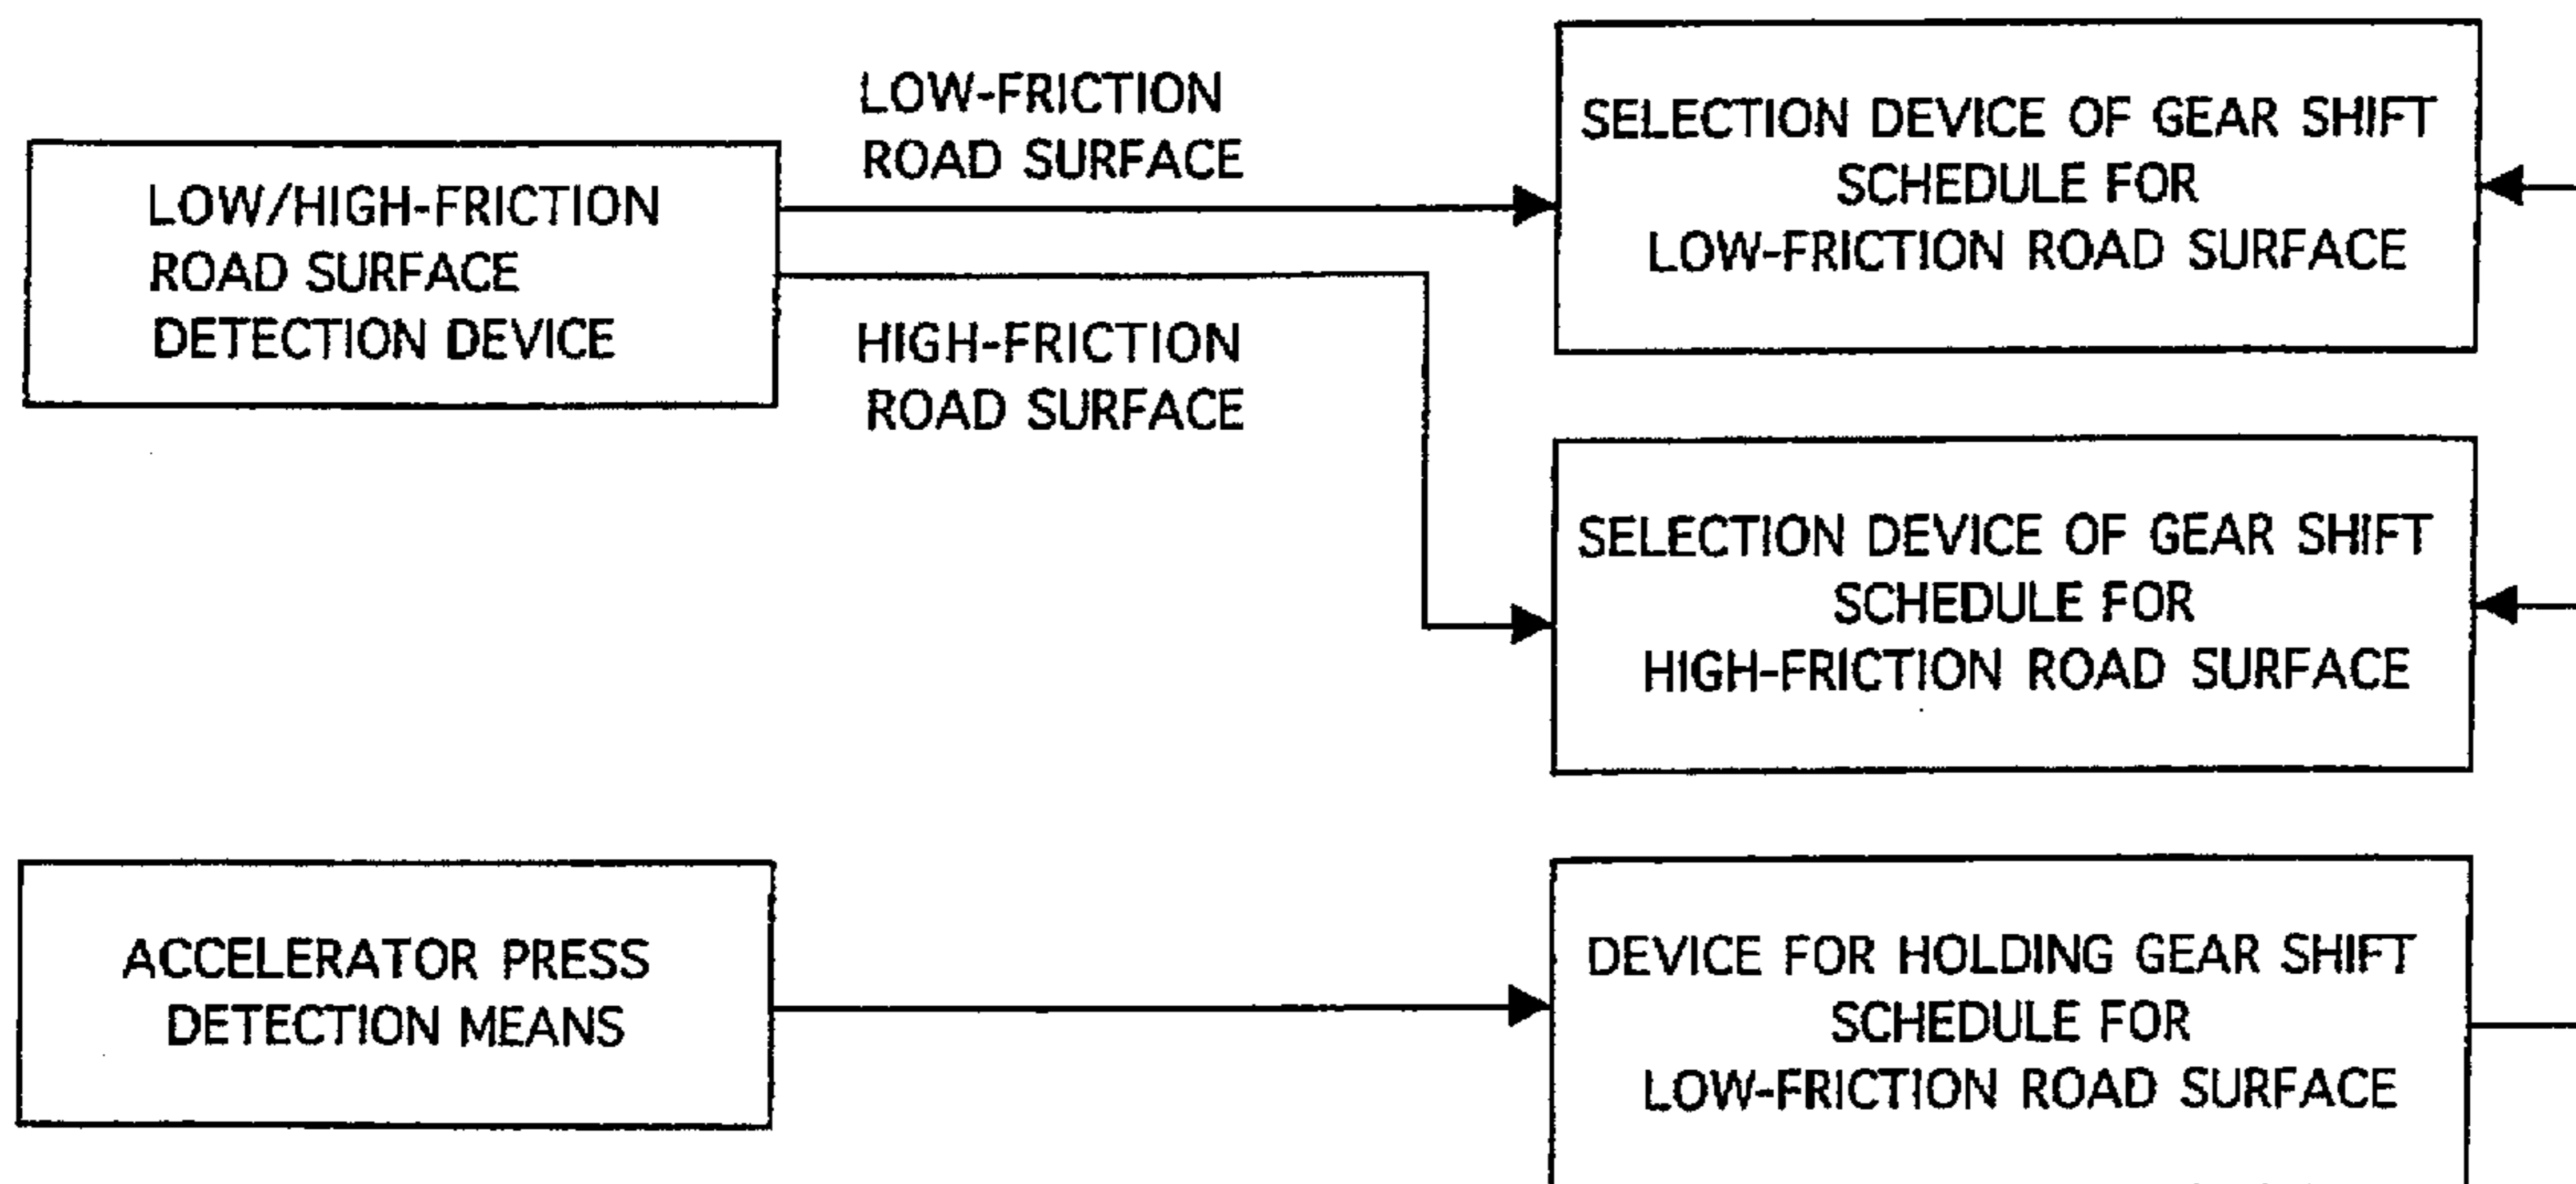 LOW/HIGH-FRICTION
ROAD SURFACE
DETECTION DEVICE
LOW-FRICTION
ROAD SURFACE
HIGH-FRICTION
ROAD SURFACE
SELECTION DEVICE OF GEAR SHIFT
SCHEDULE FOR
LOW-FRICTION ROAD SURFACE
SELECTION DEVICE OF GEAR SHIFT
SCHEDULE FOR
HIGH-FRICTION ROAD SURFACE
ACCELERATOR PRESS
DETECTION MEANS
DEVICE FOR HOLDING GEAR SHIFT
SCHEDULE FOR
LOW-FRICTION ROAD SURFACE